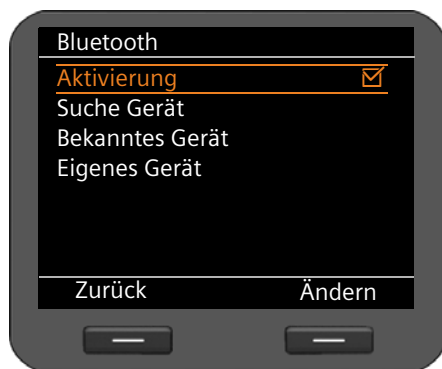 Bluetooth
Aktivierung
Suche Gerät
Bekanntes Gerät
Eigenes Gerät
Zurück Ändern